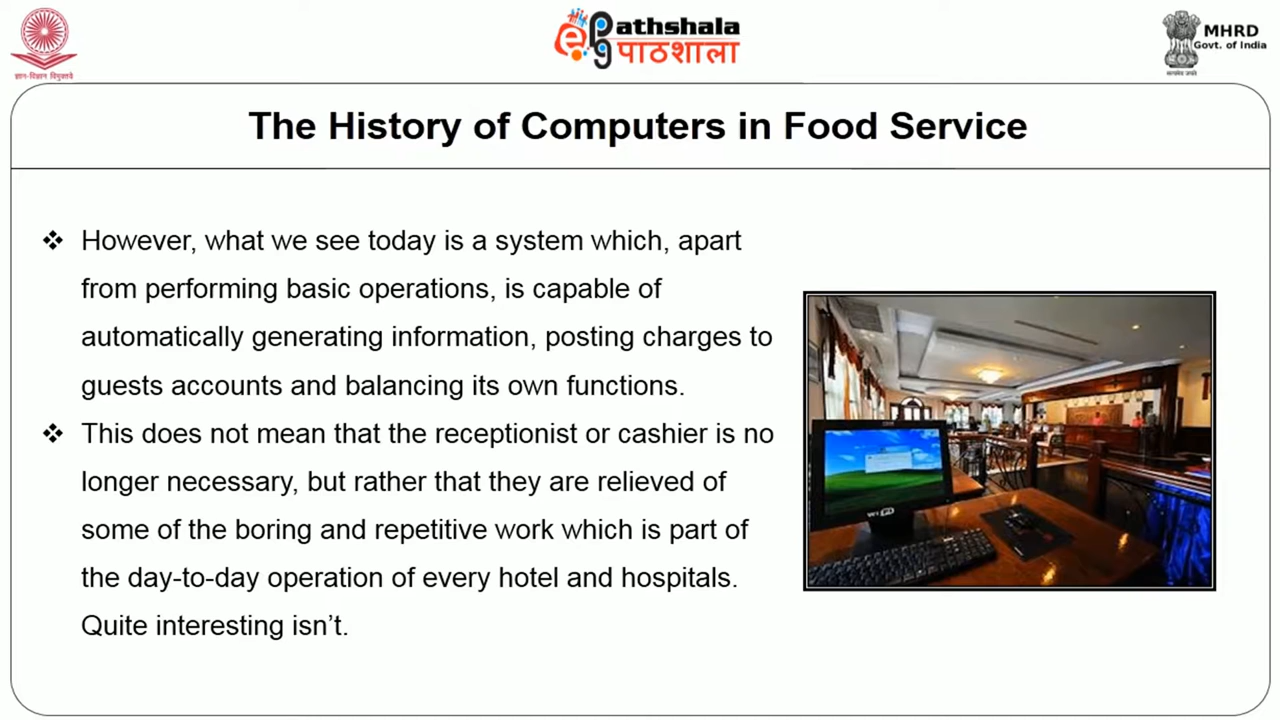 ज्ञान-विज्ञान विमुक्तये
ePathshala
पाठशाला
सत्यमेव जयते
MHRD
Govt. of India
The History of Computers in Food Service
❖ However, what we see today is a system which, apart
from performing basic operations, is capable of
automatically generating information, posting charges to
guests accounts and balancing its own functions.
❖ This does not mean that the receptionist or cashier is no
longer necessary, but rather that they are relieved of
some of the boring and repetitive work which is part of
the day-to-day operation of every hotel and hospitals.
Quite interesting isn’t.